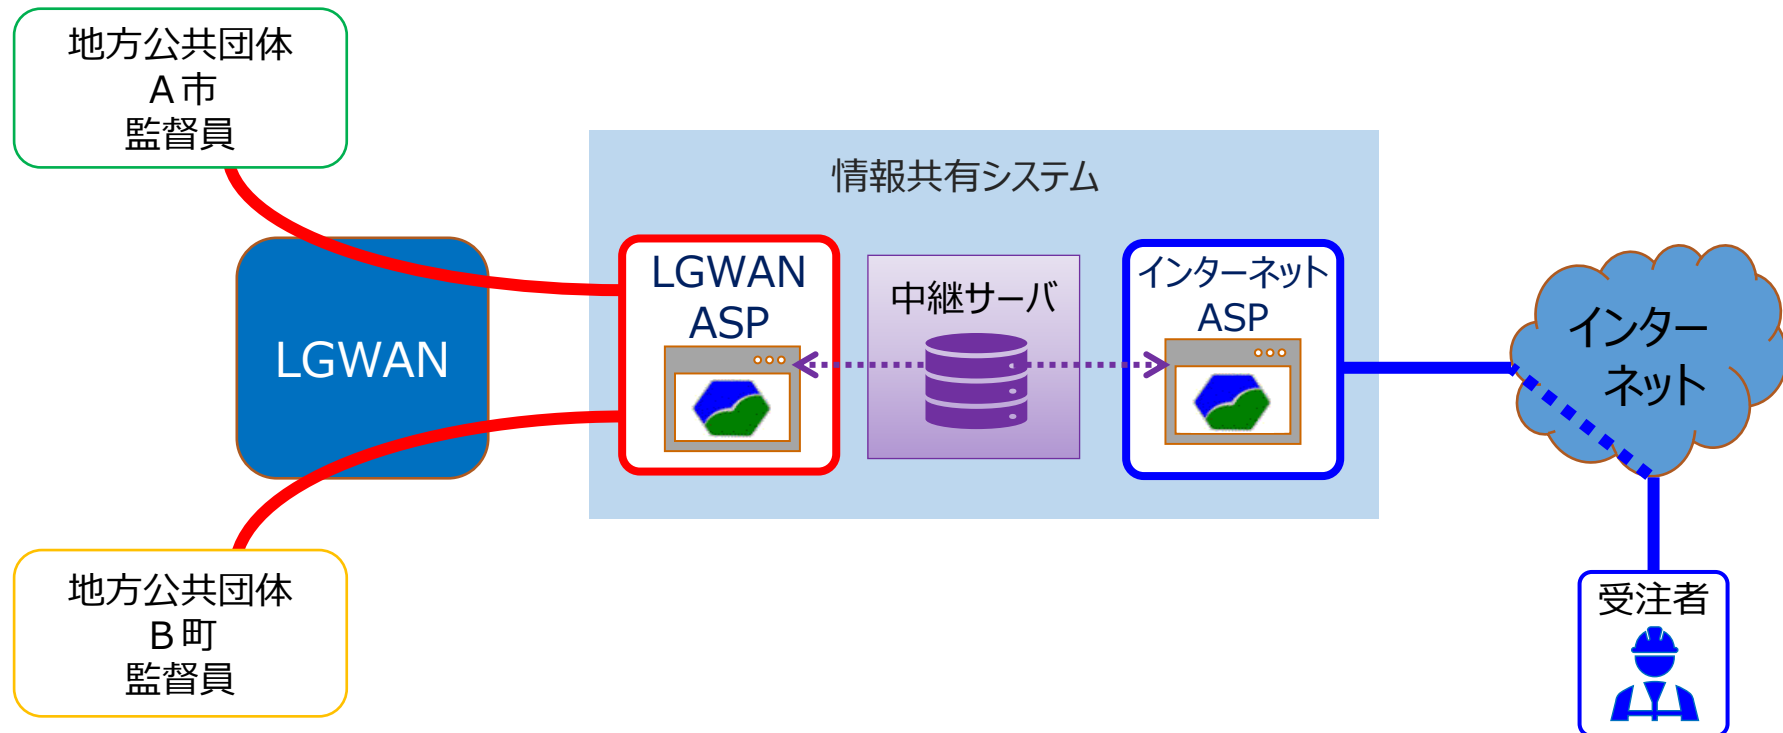 地方公共団体
A市
監督員
情報共有システム
LGWAN
LGWAN
ASP
中継サーバ
インターネット
ASP
インター
ネット
地方公共団体
B町
監督員
受注者